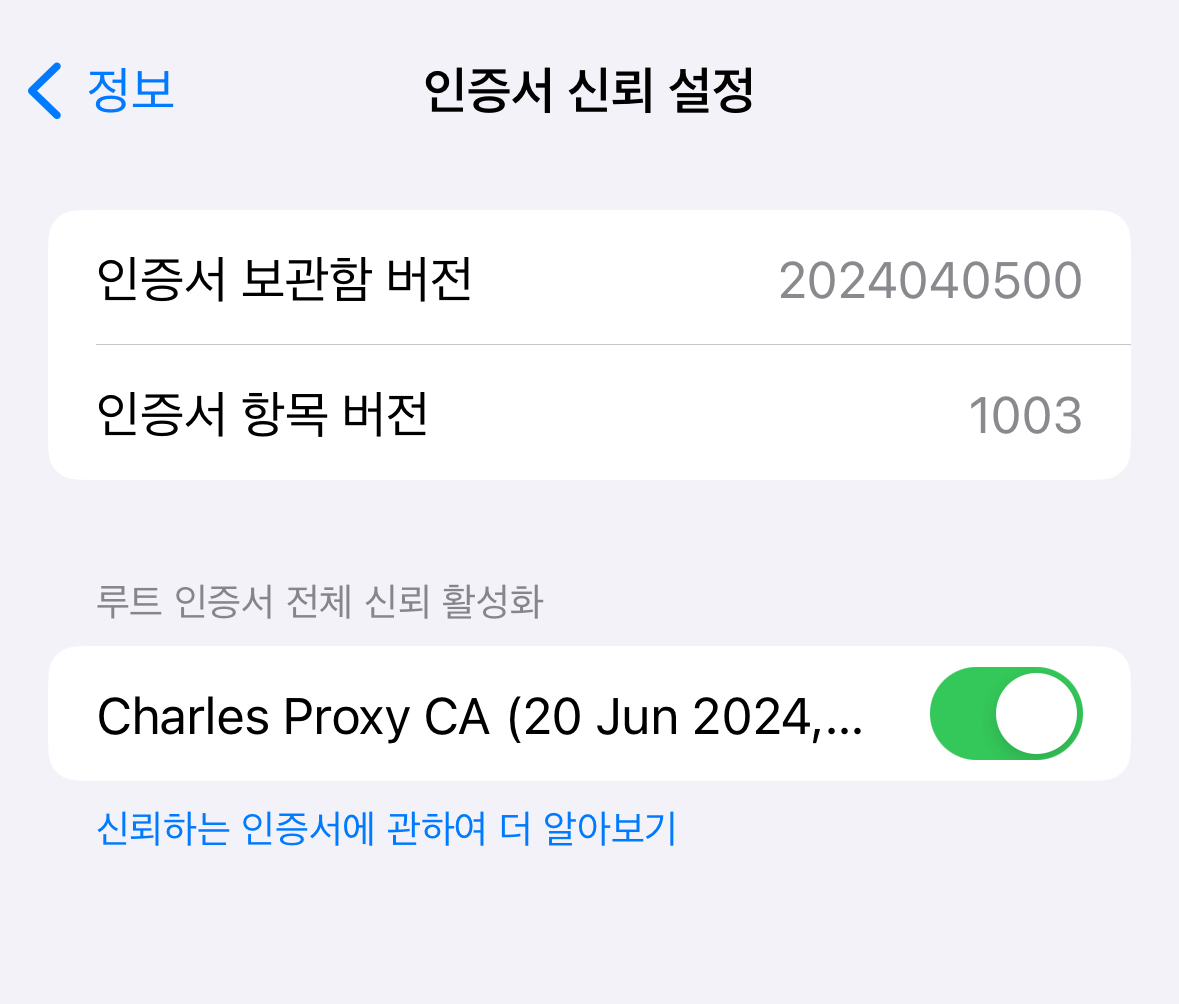 정보
인증서 신뢰 설정
인증서 보관함 버전 2024040500
인증서 항목 버전 1003
루트 인증서 전체 신뢰 활성화
Charles Proxy CA (20 Jun 2024,...
신뢰하는 인증서에 관하여 더 알아보기